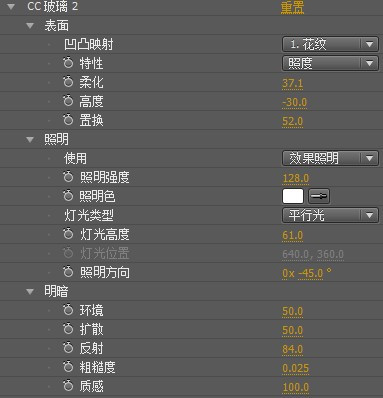 CC 玻璃 2 重置
表面
凹凸映射 1. 花纹
特性 照度
柔化 37.1
高度 -30.0
置换 52.0
照明
使用 效果照明
照明强度 128.0
照明色
灯光类型 平行光
灯光高度 61.0
灯光位置 640.0, 360.0
照明方向 0x -45.0 °
明暗
环境 50.0
扩散 50.0
反射 84.0
粗糙度 0.025
质感 100.0